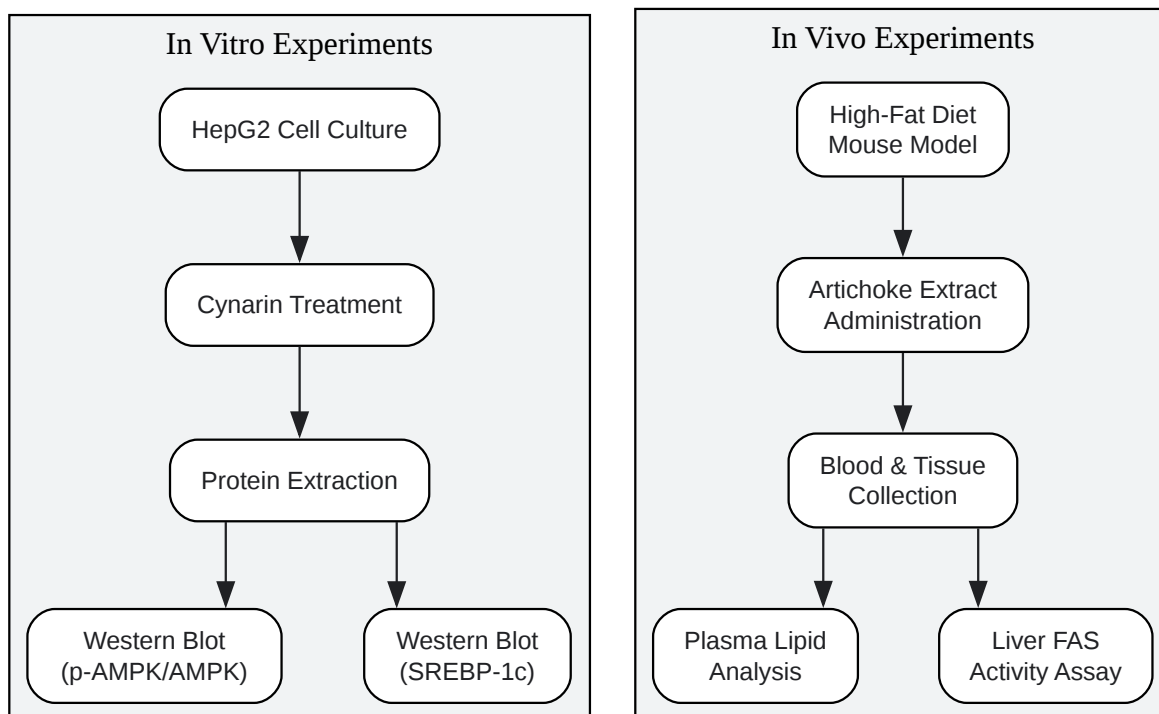 In Vitro Experiments
HepG2 Cell Culture
Cynarin Treatment
Protein Extraction
Western Blot
(p-AMPK/AMPK)
Western Blot
(SREBP-1c)
In Vivo Experiments
High-Fat Diet
Mouse Model
Artichoke Extract
Administration
Blood & Tissue
Collection
Plasma Lipid
Analysis
Liver FAS
Activity Assay